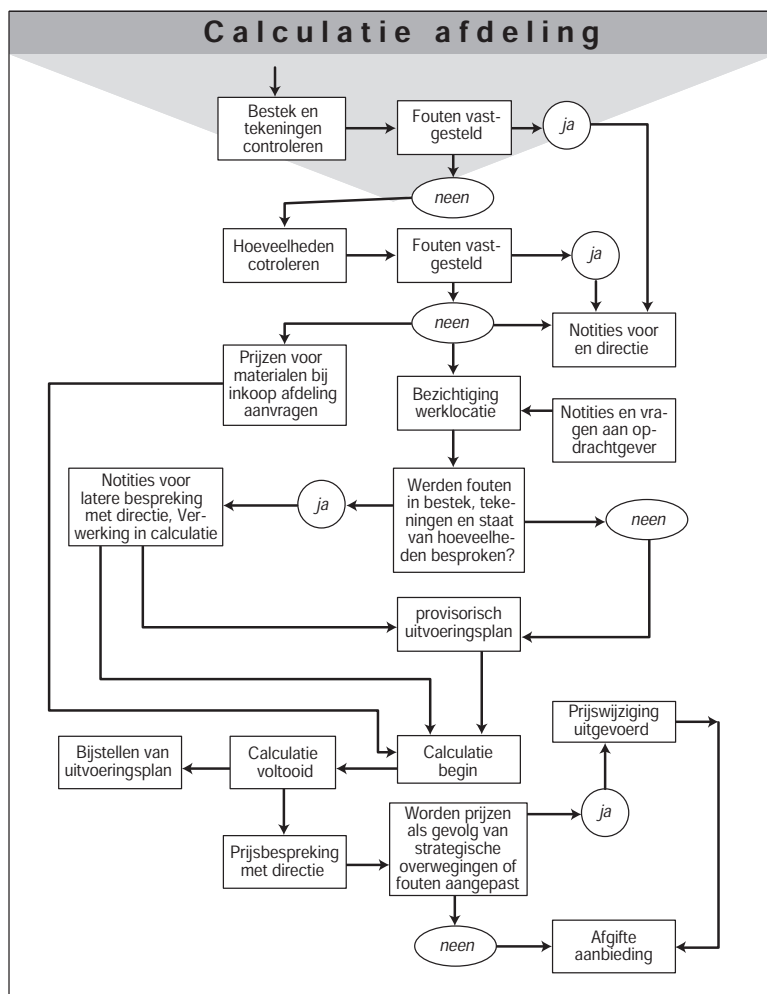 Calculatie afdeling
Bestek en
tekeningen
controleren
Fouten vast-
gesteld
ja
neen
Hoeveelheden
cotroleren
Fouten vast-
gesteld
ja
neen
Notities voor
en directie
Prijzen voor
materialen bij
inkoop afdeling
aanvragen
Bezichtiging
werklocatie
Notities en vra-
gen aan op-
drachtgever
Notities voor
latere bespreking
met directie, Ver-
werking in calculatie
ja
Werden fouten
in bestek, teke-
ningen en staat
van hoeveelhe-
den besproken?
neen
provisorisch
uitvoeringsplan
Prijswijziging
uitgevoerd
Bijstellen van
uitvoeringsplan
Calculatie
voltooid
Calculatie
begin
ja
Prijsbespreking
met directie
Worden prijzen
als gevolg van
strategische
overwegingen of
fouten aangepast
neen
Afgifte
aanbieding